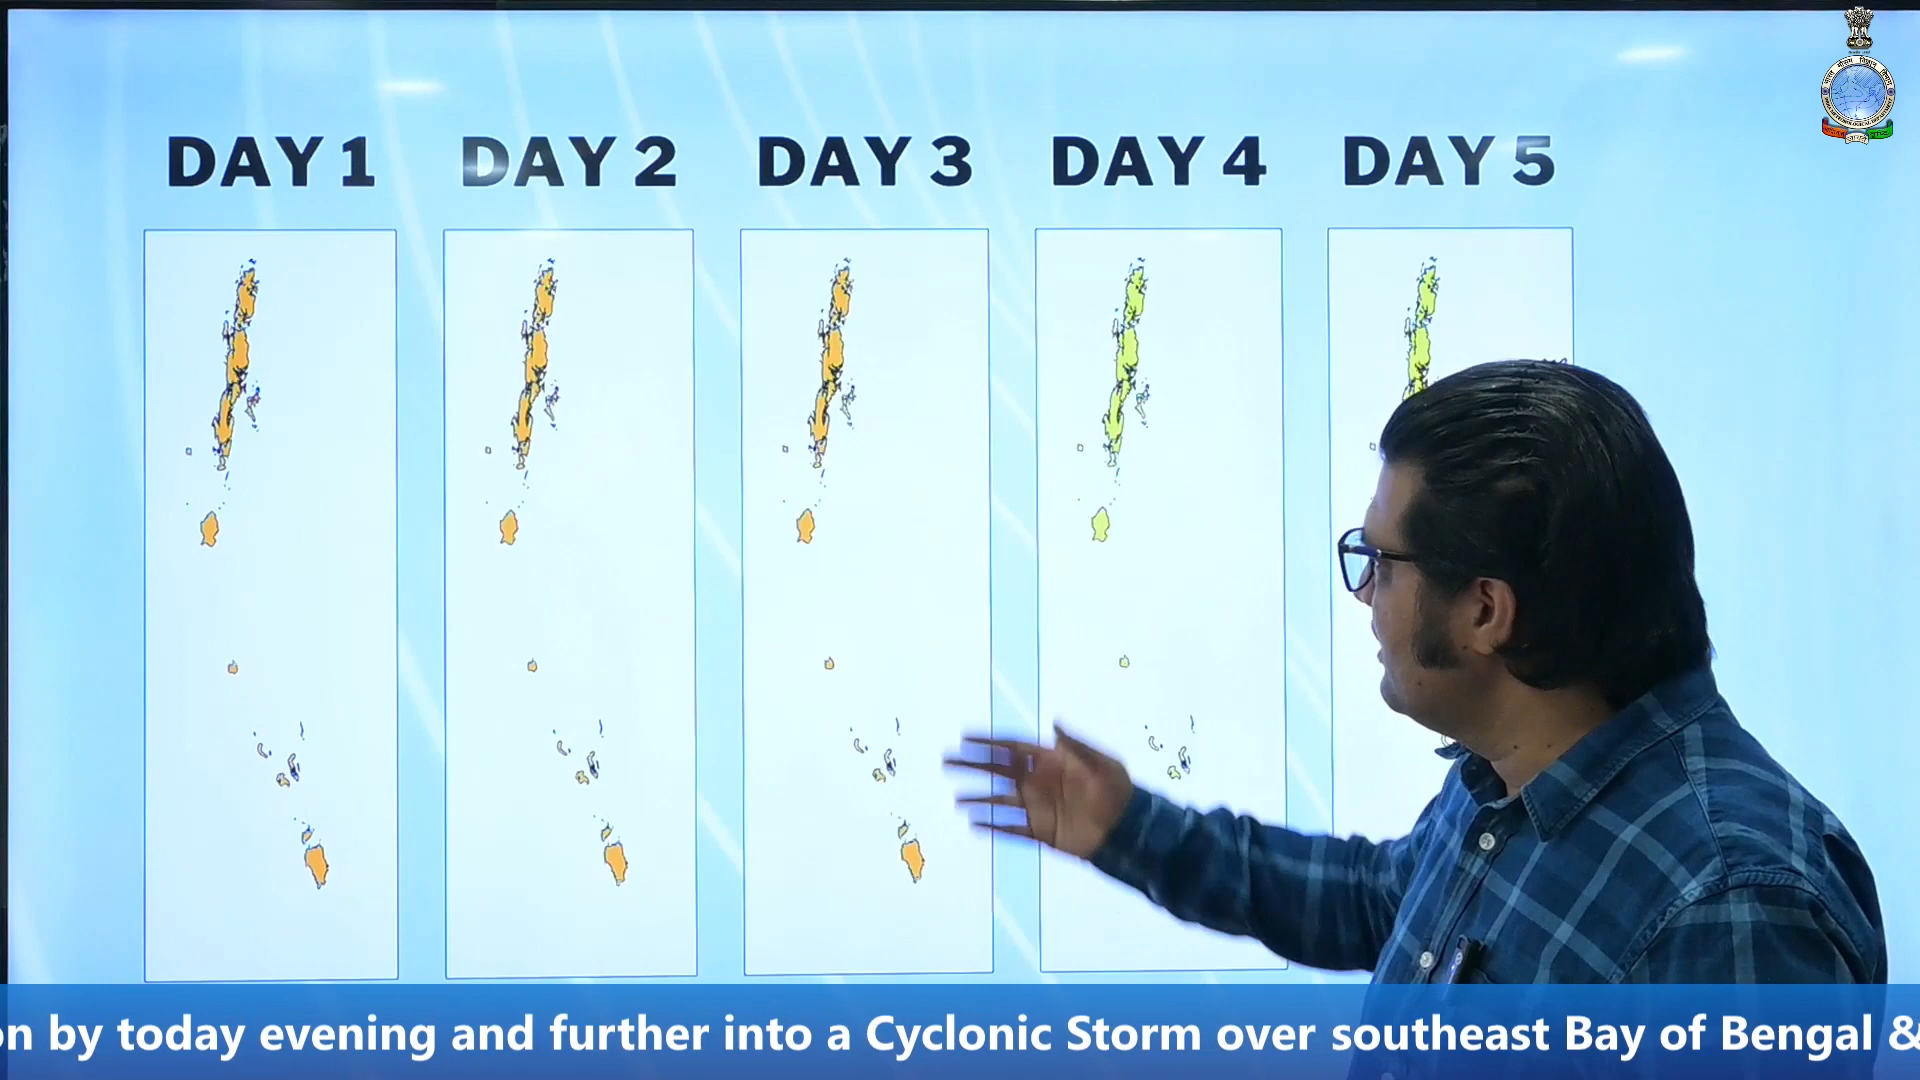 DAY 1
DAY 2
DAY 3
DAY 4
DAY 5
on by today evening and further into a Cyclonic Storm over southeast Bay of Bengal &